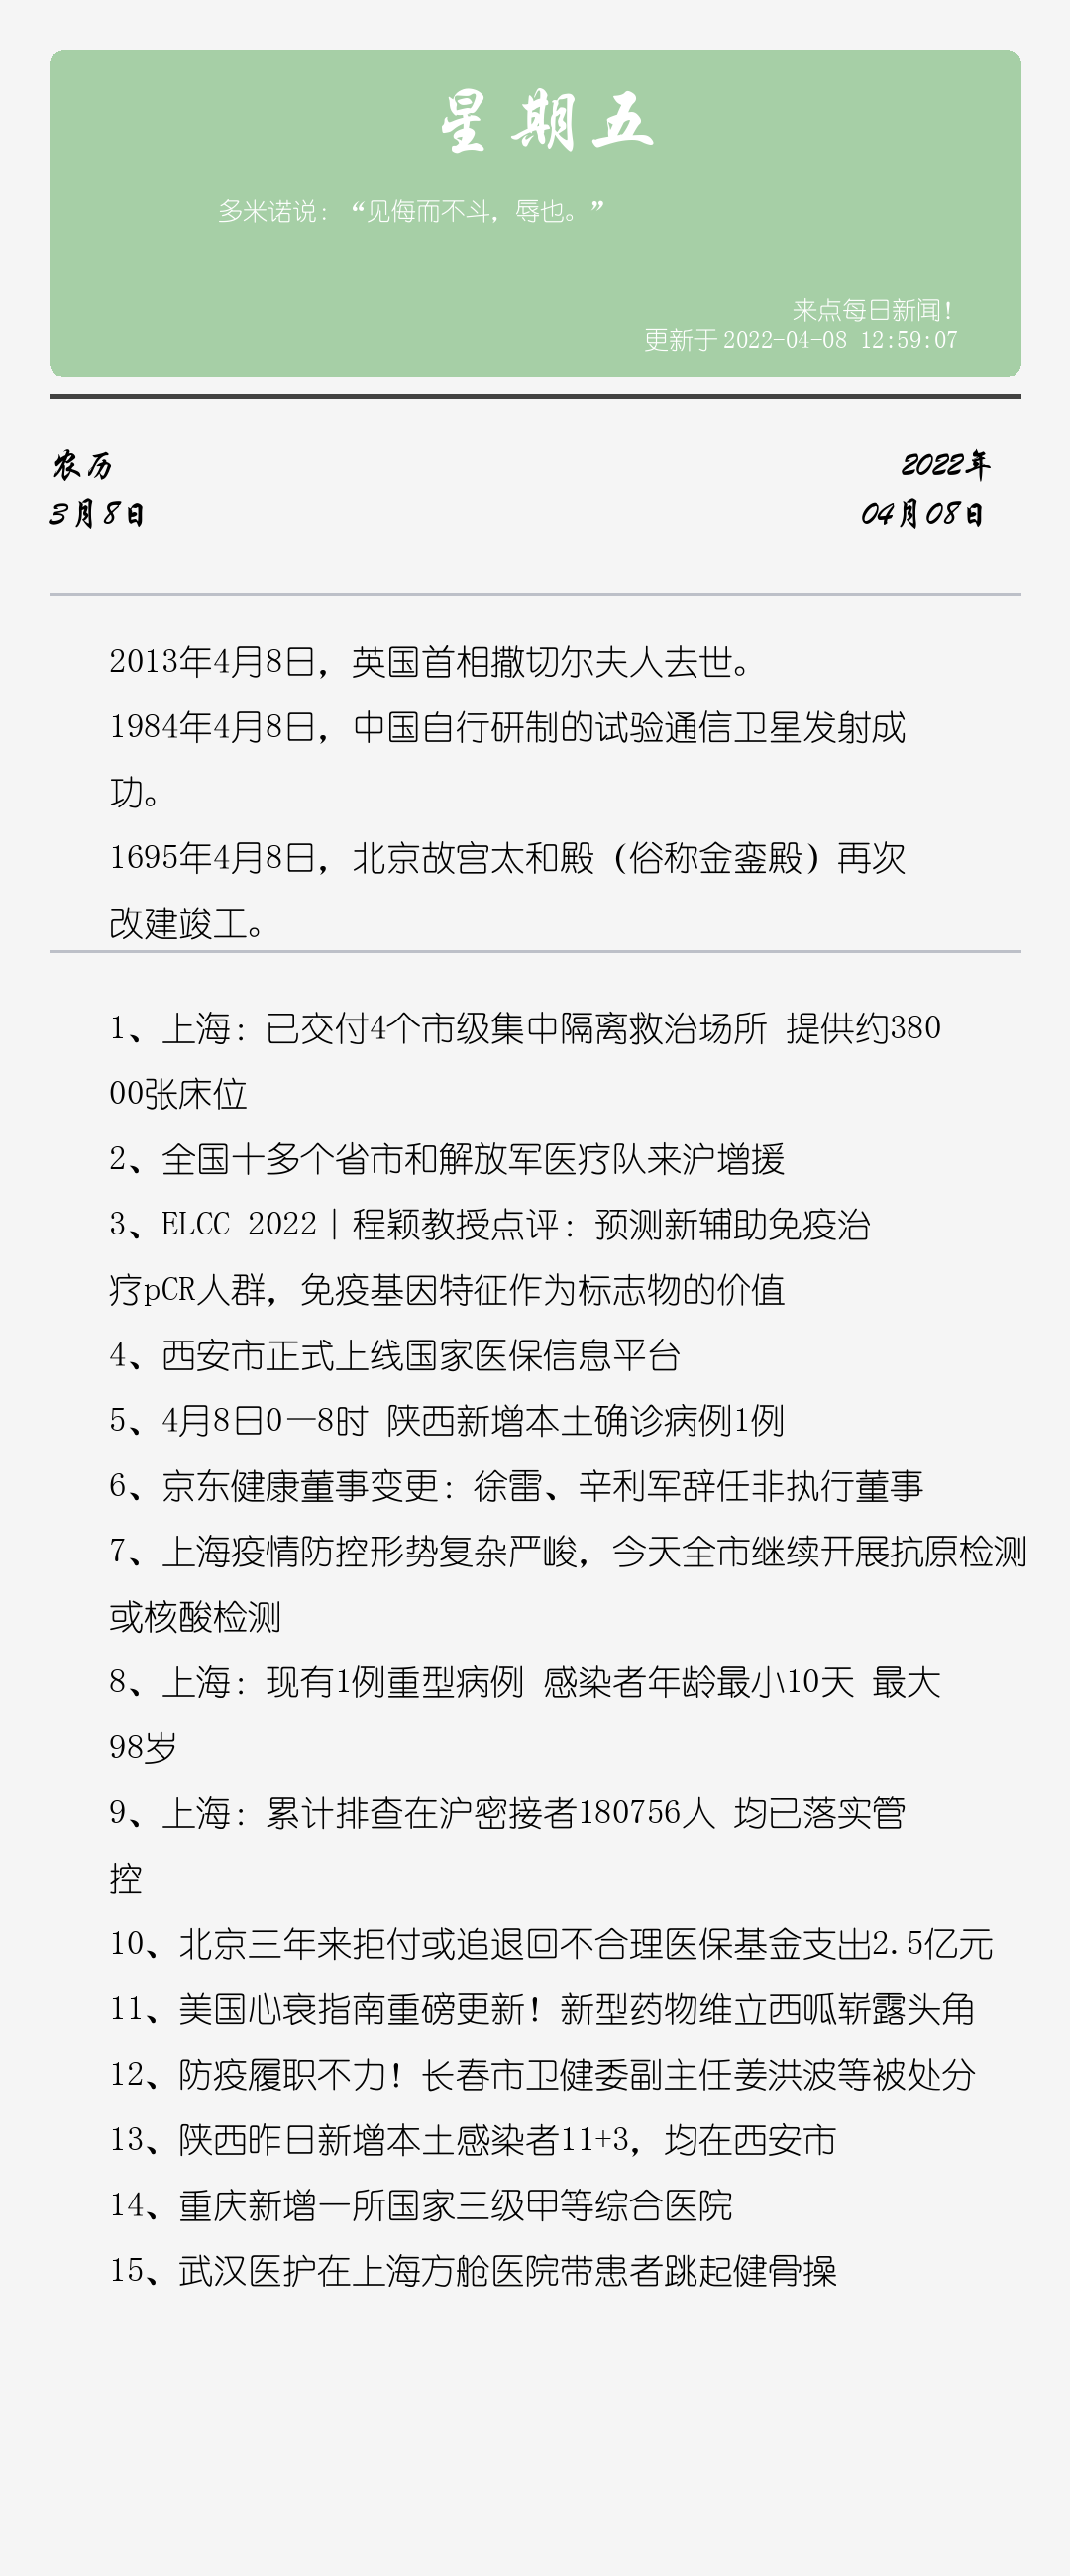 星期五
多米诺说：“见侮而不斗，辱也。”
来点每日新闻！
更新于2022-04-08 12:59:07
农历
2022年
3月8日
04月08日
2013年4月8日，英国首相撒切尔夫人去世。
1984年4月8日，中国自行研制的试验通信卫星发射成
功。
1695年4月8日，北京故宫太和殿（俗称金銮殿）再次
改建竣工。
1、上海：已交付4个市级集中隔离救治场所 提供约380
00张床位
2、全国十多个省市和解放军医疗队来沪增援
3、ELCC 2022｜程颖教授点评：预测新辅助免疫治
疗pCR人群，免疫基因特征作为标志物的价值
4、西安市正式上线国家医保信息平台
5、4月8日0—8时 陕西新增本土确诊病例1例
6、京东健康董事变更：徐雷、辛利军辞任非执行董事
7、上海疫情防控形势复杂严峻，今天全市继续开展抗原检测
或核酸检测
8、上海：现有1例重型病例 感染者年龄最小10天 最大
98岁
9、上海：累计排查在沪密接者180756人 均已落实管
控
10、北京三年来拒付或追退回不合理医保基金支出2.5亿元
11、美国心衰指南重磅更新！新型药物维立西呱崭露头角
12、防疫履职不力！长春市卫健委副主任姜洪波等被处分
13、陕西昨日新增本土感染者11+3，均在西安市
14、重庆新增一所国家三级甲等综合医院
15、武汉医护在上海方舱医院带患者跳起健骨操